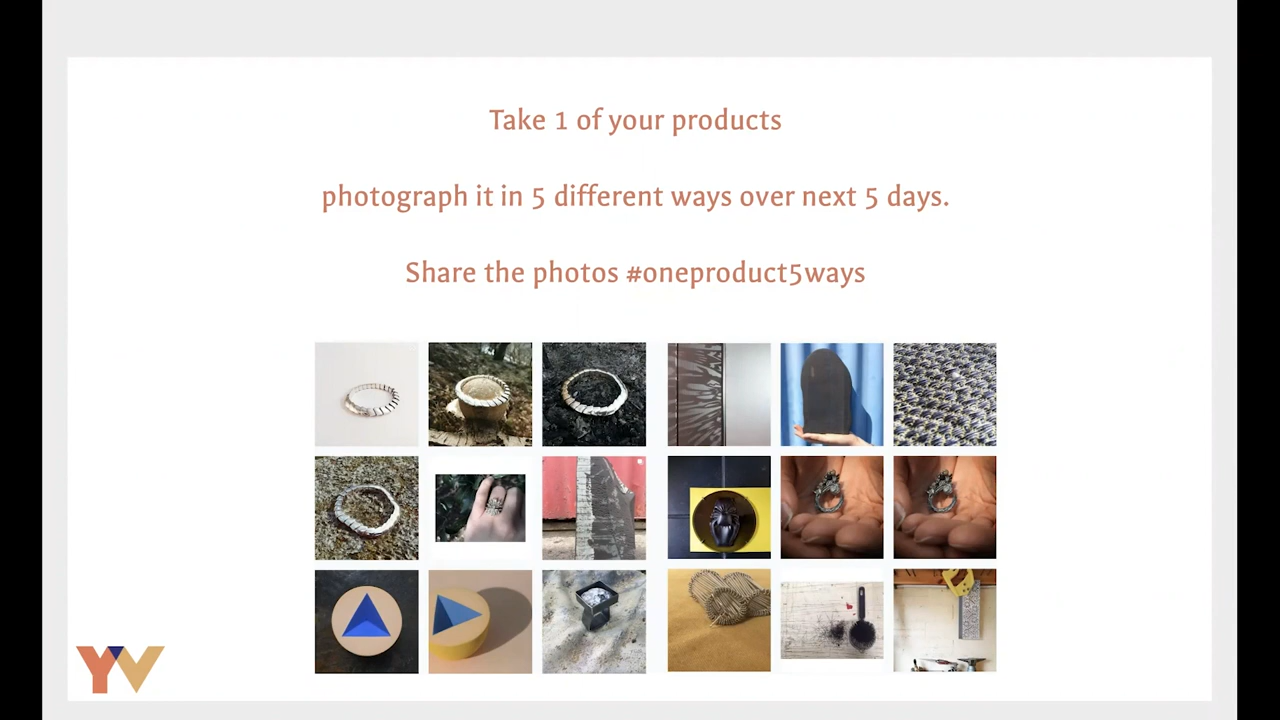 Take 1 of your products
photograph it in 5 different ways over next 5 days.
Share the photos #oneproduct5ways
YV